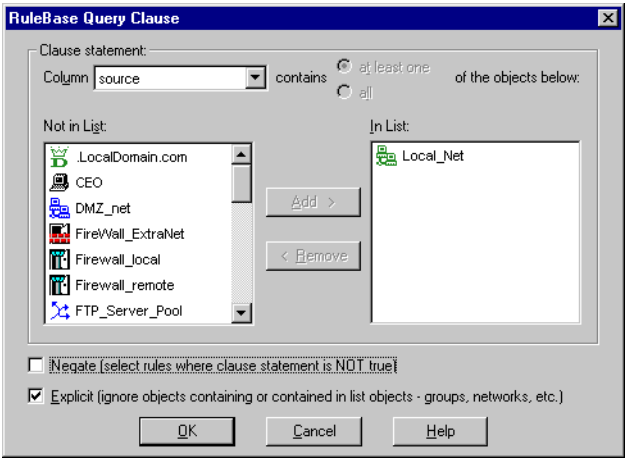 RuleBase Query Clause
Clause statement:
Column source contains at least one of the objects below:
all
Not in List: In List:
.LocalDomain.com Local_Net
CEO
DMZ_net
FireWall_ExtraNet
Firewall_local
Firewall_remote
FTP_Server_Pool
Add >
< Remove
Negate (select rules where clause statement is NOT true)
Explicit (ignore objects containing or contained in list objects - groups, networks, etc.)
OK Cancel Help